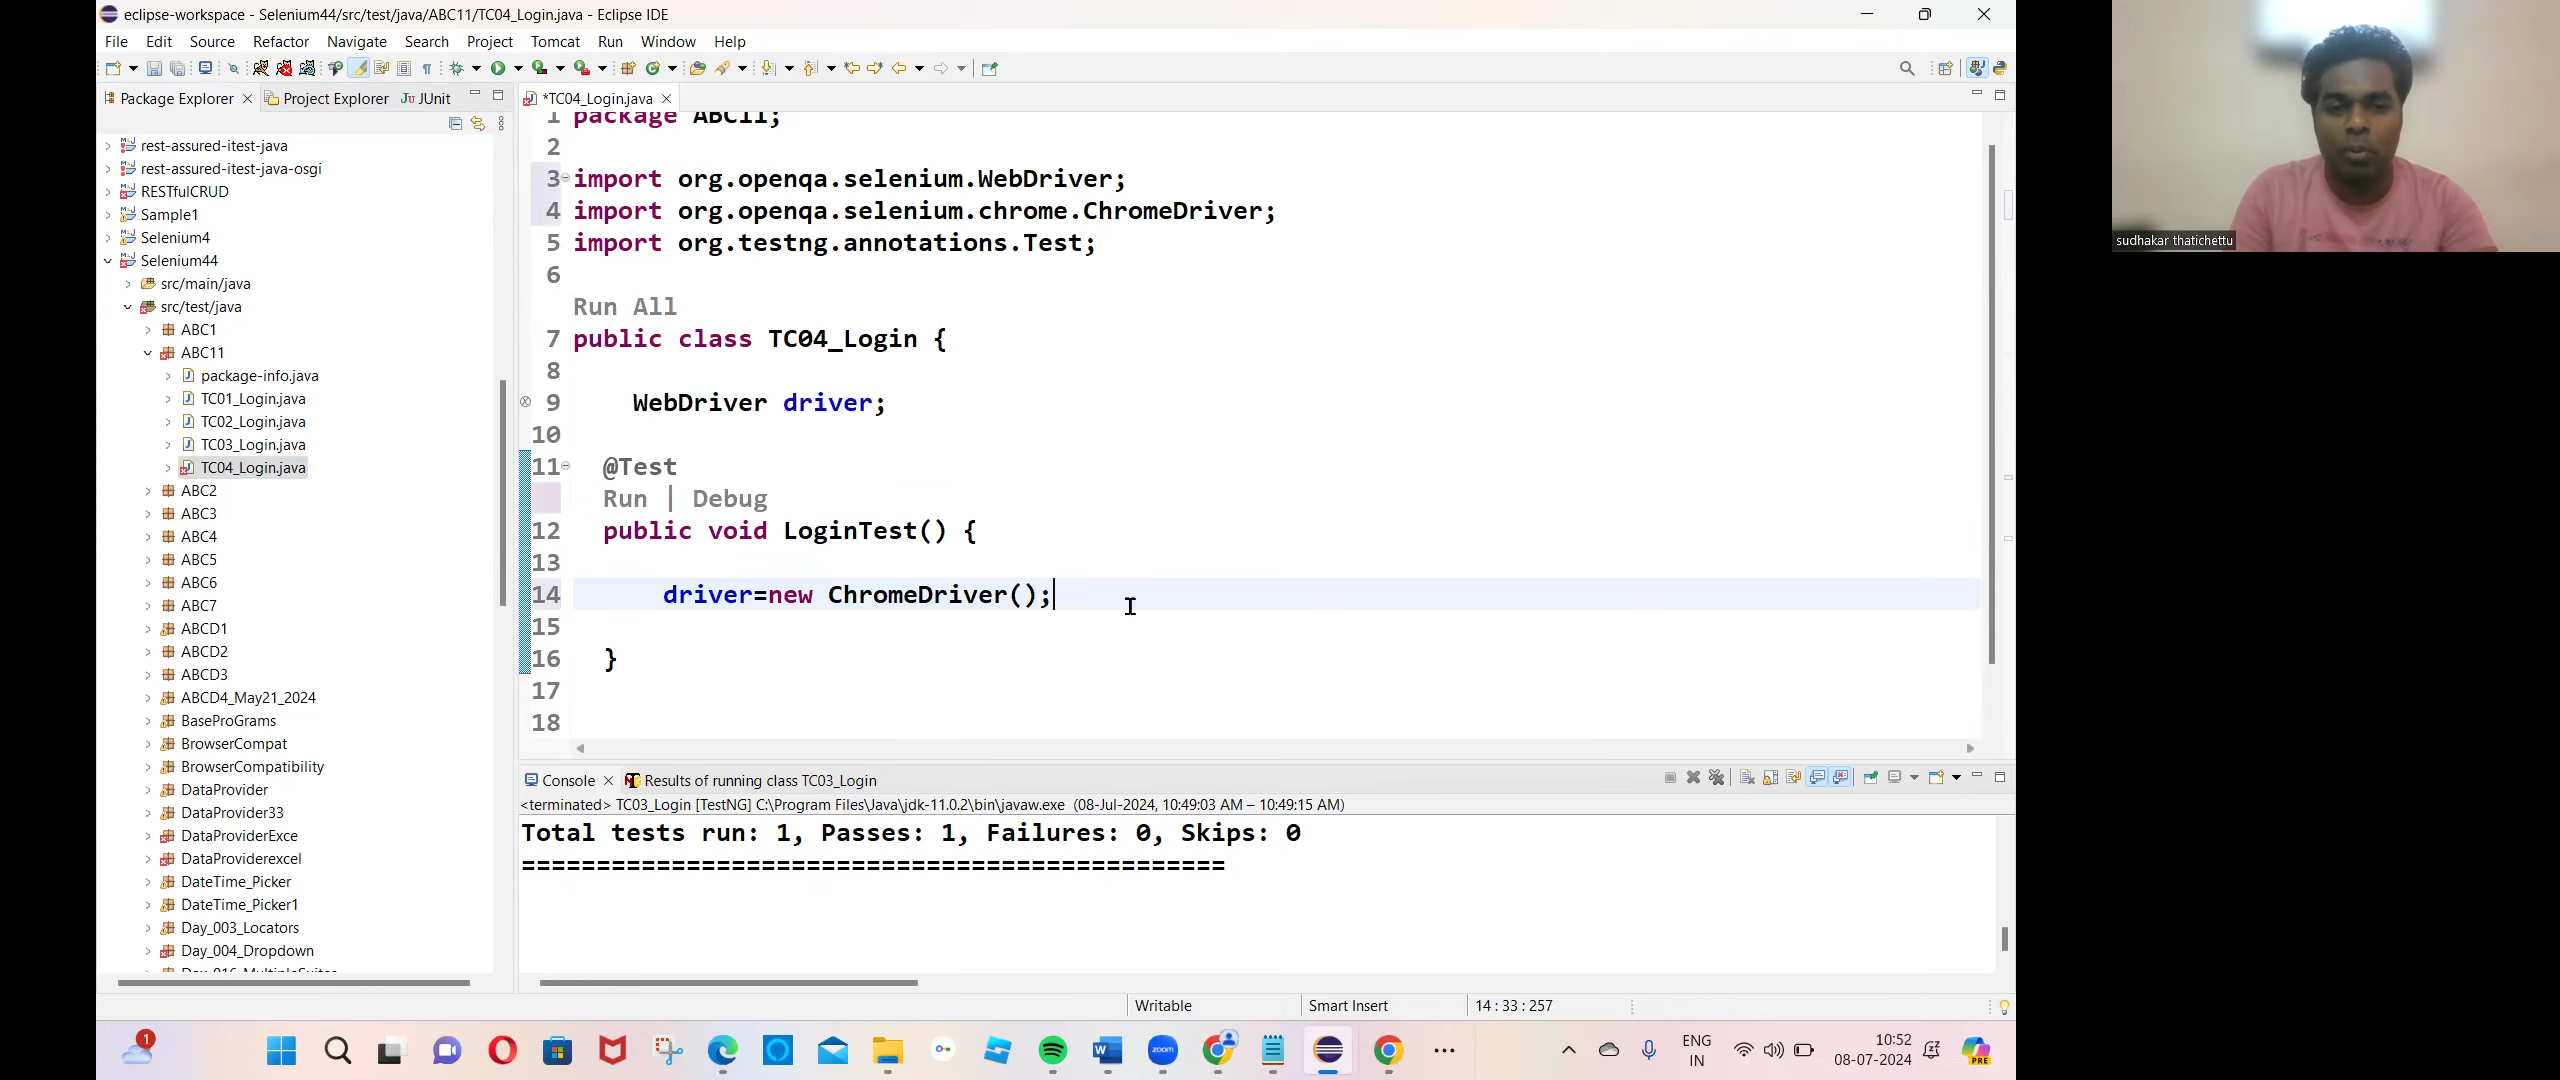 eclipse-workspace - Selenium44/src/test/java/ABC11/TC04_Login.java - Eclipse IDE
File Edit Source Refactor Navigate Search Project Tomcat Run Window Help
Package Explorer
Project Explorer
JUnit
*TC04_Login.java
rest-assured-itest-java
rest-assured-itest-java-osgi
RESTfulCRUD
Sample1
Selenium4
Selenium44
src/main/java
src/test/java
ABC1
ABC11
package-info.java
TC01_Login.java
TC02_Login.java
TC03_Login.java
TC04_Login.java
ABC2
ABC3
ABC4
ABC5
ABC6
ABC7
ABCD1
ABCD2
ABCD3
ABCD4_May21_2024
BaseProGrams
BrowserCompat
BrowserCompatibility
DataProvider
DataProvider33
DataProviderExce
DataProviderexcel
DateTime_Picker
DateTime_Picker1
Day_003_Locators
Day_004_Dropdown
1 package ABC11;
2
3 import org.openqa.selenium.WebDriver;
4 import org.openqa.selenium.chrome.ChromeDriver;
5 import org.testng.annotations.Test;
6
Run All
7 public class TC04_Login {
8
9 WebDriver driver;
10
11 @Test
Run | Debug
12 public void LoginTest() {
13
14 driver=new ChromeDriver();
15
16 }
17
18
Console
Results of running class TC03_Login
<terminated> TC03_Login [TestNG] C:\Program Files\Java\jdk-11.0.2\bin\javaw.exe (08-Jul-2024, 10:49:03 AM – 10:49:15 AM)
Total tests run: 1, Passes: 1, Failures: 0, Skips: 0
===============================================
Writable
Smart Insert
14 : 33 : 257
1
zoom
ENG
IN
10:52
08-07-2024
PRE
sudhakar thatichettu